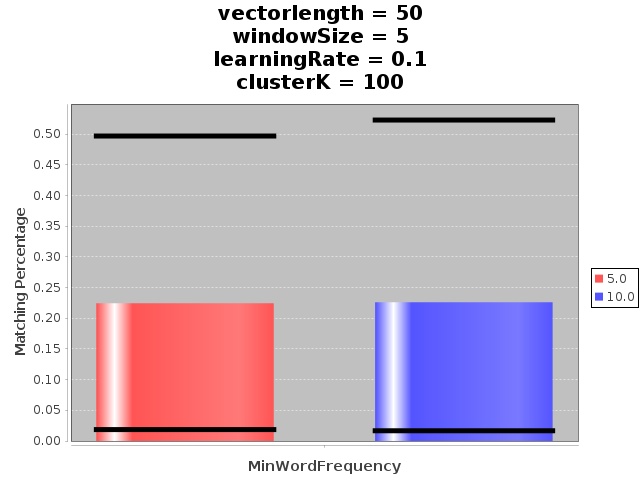 vectorlength = 50
windowSize = 5
learningRate = 0.1
clusterK = 100
Matching Percentage
0.50
0.45
0.40
0.35
0.30
0.25
0.20
0.15
0.10
0.05
0.00
MinWordFrequency
5.0
10.0